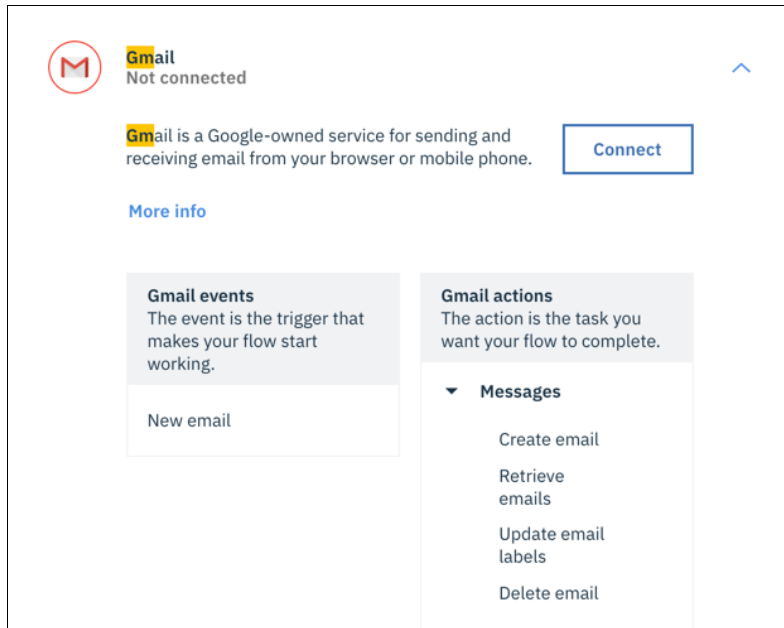 Gmail
Not connected
Gmail is a Google-owned service for sending and
receiving email from your browser or mobile phone.
Connect
More info
Gmail events
The event is the trigger that
makes your flow start
working.
New email
Gmail actions
The action is the task you
want your flow to complete.
Messages
Create email
Retrieve
emails
Update email
labels
Delete email